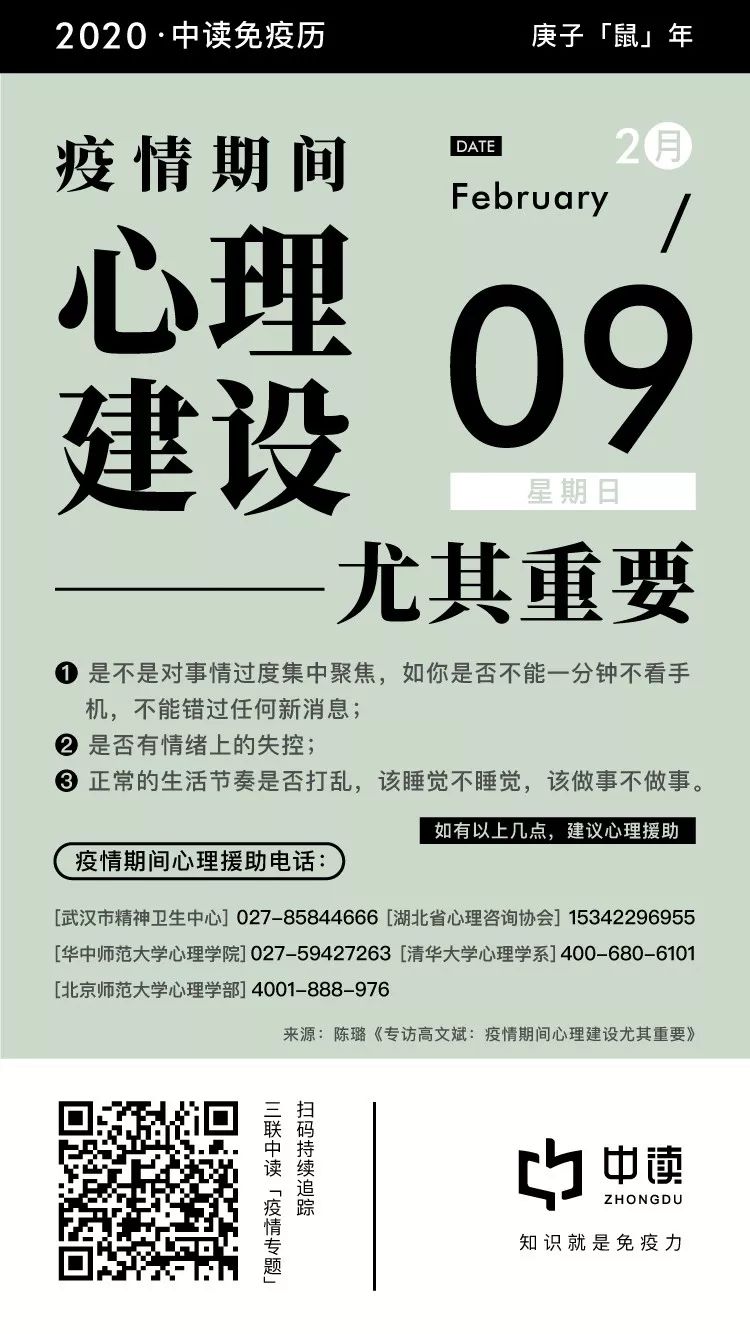 2020·中读免疫历
庚子「鼠」年
疫情期间
心理
建设
尤其重要
DATE
2月
February
/
09
星期日
1 是不是对事情过度集中聚焦，如你是否不能一分钟不看手
机，不能错过任何新消息；
2 是否有情绪上的失控；
3 正常的生活节奏是否打乱，该睡觉不睡觉，该做事不做事。
如有以上几点，建议心理援助
疫情期间心理援助电话：
[武汉市精神卫生中心] 027-85844666 [湖北省心理咨询协会] 15342296955
[华中师范大学心理学院] 027-59427263 [清华大学心理学系] 400-680-6101
[北京师范大学心理学部] 4001-888-976
来源：陈璐《专访高文斌：疫情期间心理建设尤其重要》
扫码持续追踪
三联中读「疫情专题」
中读
ZHONGDU
知识就是免疫力